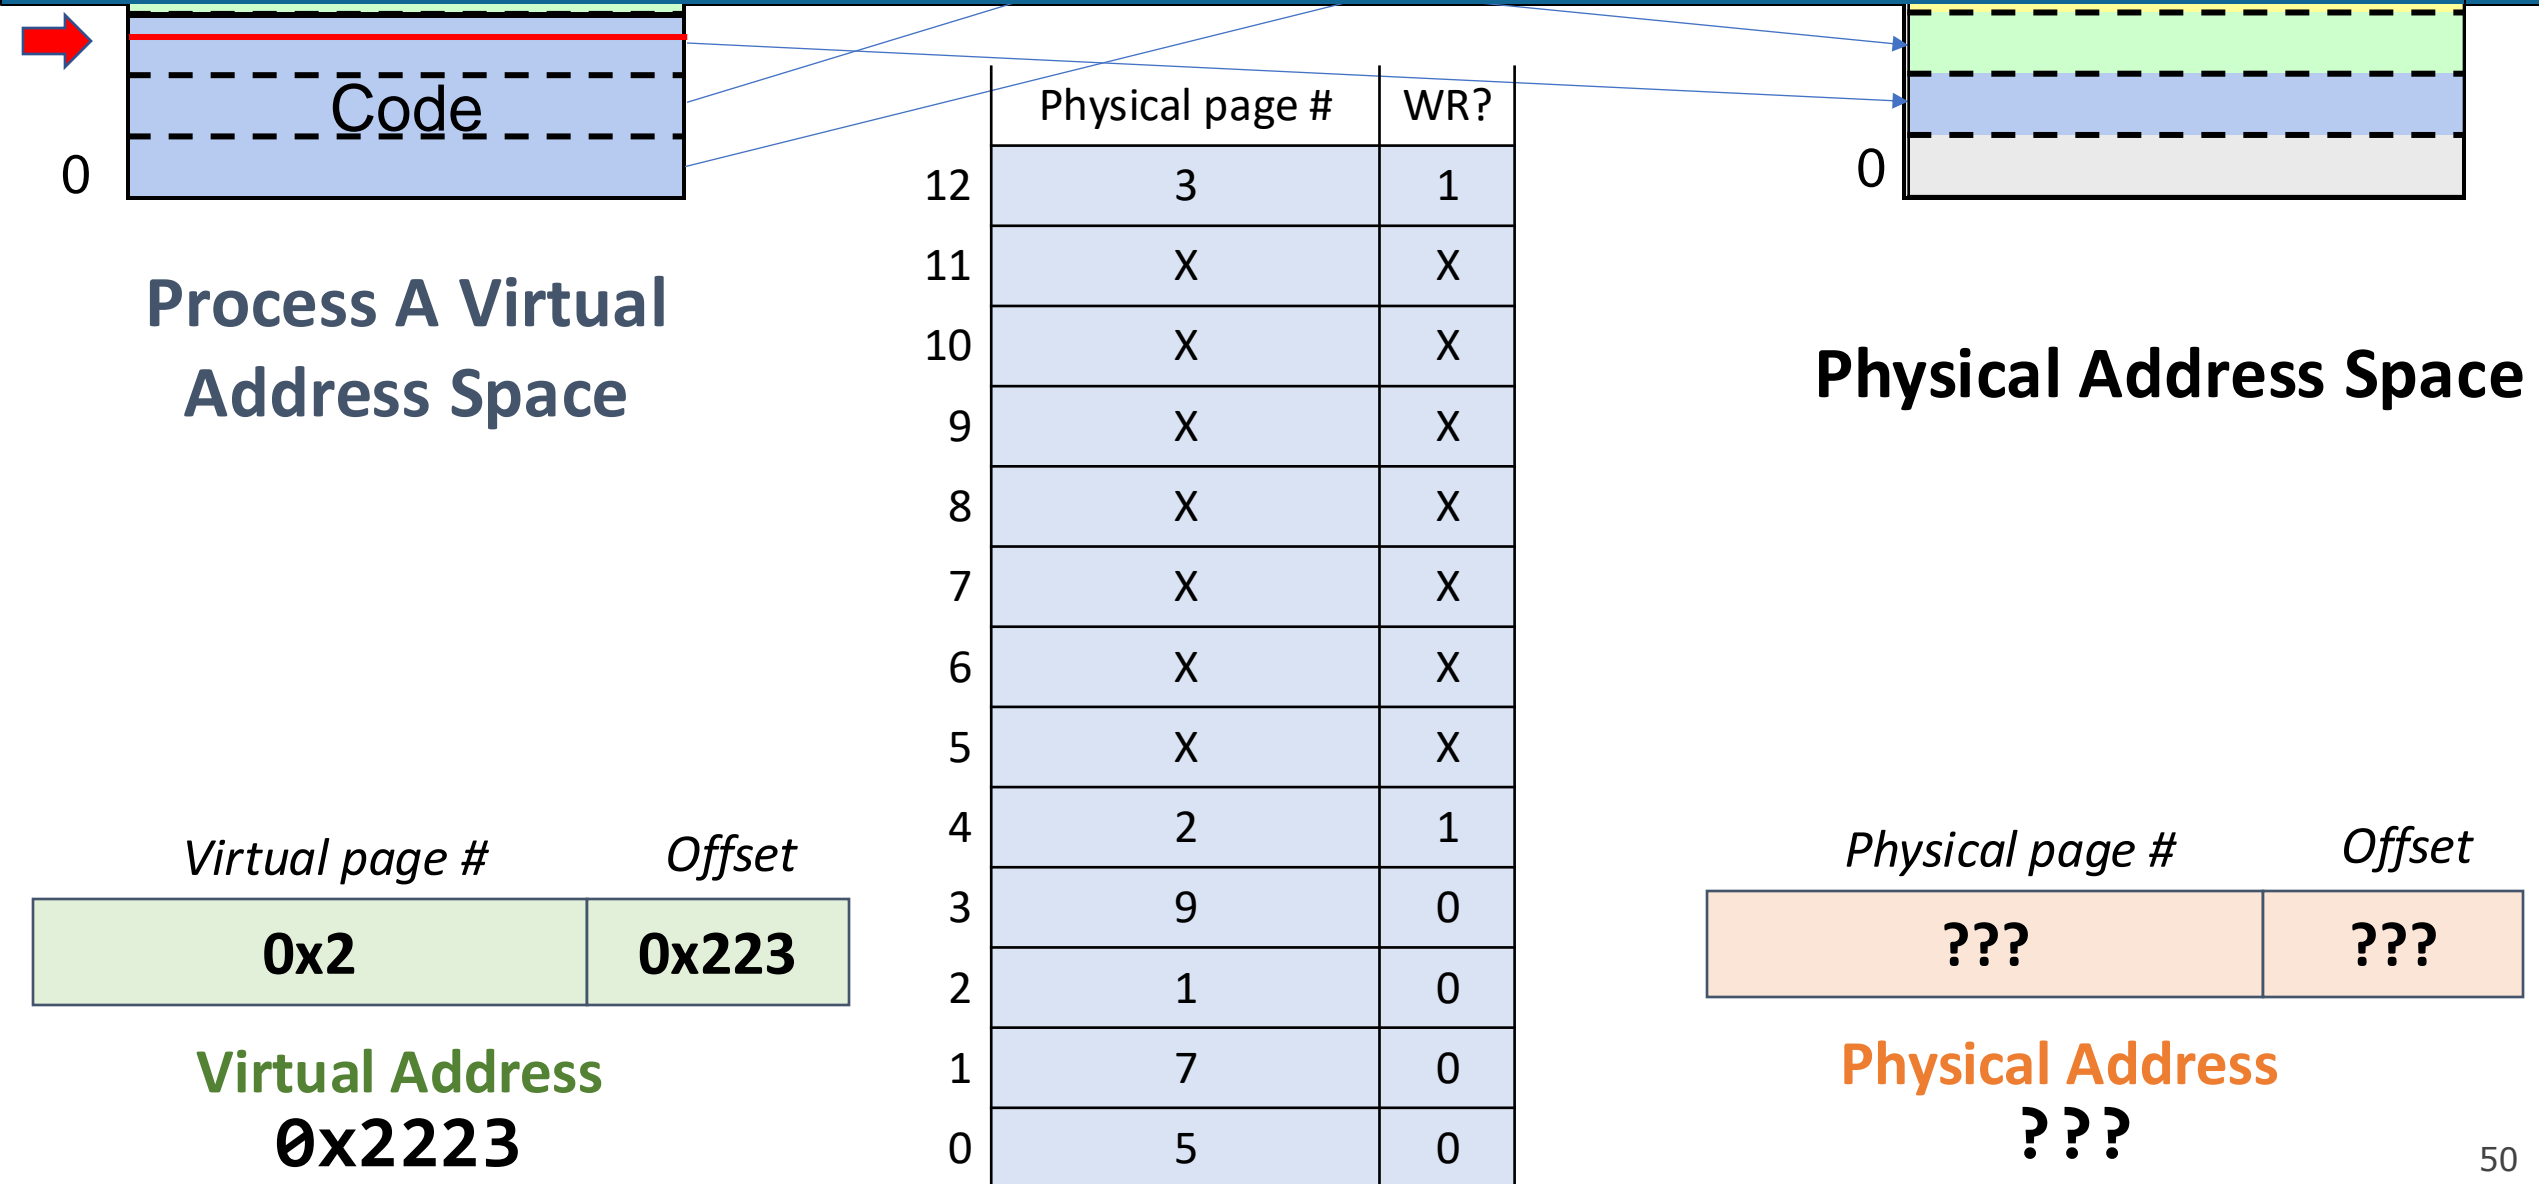 Code
0
Process A Virtual
Address Space
Physical page # WR?
12 3 1
11 X X
10 X X
9 X X
8 X X
7 X X
6 X X
5 X X
4 2 1
3 9 0
2 1 0
1 7 0
0 5 0
0
Physical Address Space
Virtual page # Offset
0x2 0x223
Virtual Address
0x2223
Physical page # Offset
??? ???
Physical Address
???
50